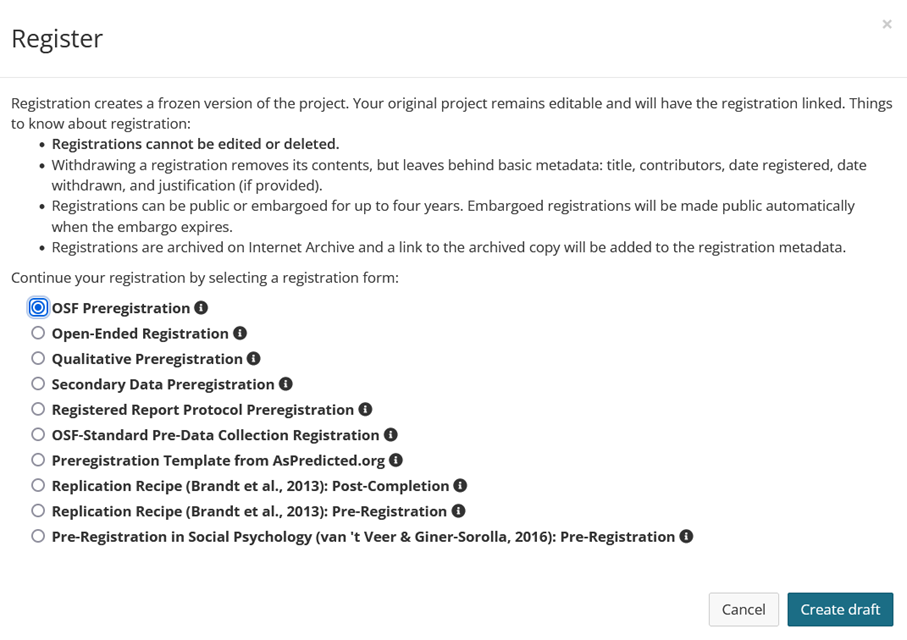 ×
Register
Registration creates a frozen version of the project. Your original project remains editable and will have the registration linked. Things
to know about registration:
• Registrations cannot be edited or deleted.
• Withdrawing a registration removes its contents, but leaves behind basic metadata: title, contributors, date registered, date
withdrawn, and justification (if provided).
• Registrations can be public or embargoed for up to four years. Embargoed registrations will be made public automatically
when the embargo expires.
• Registrations are archived on Internet Archive and a link to the archived copy will be added to the registration metadata.
Continue your registration by selecting a registration form:
OSF Preregistration
Open-Ended Registration
Qualitative Preregistration
Secondary Data Preregistration
Registered Report Protocol Preregistration
OSF-Standard Pre-Data Collection Registration
Preregistration Template from AsPredicted.org
Replication Recipe (Brandt et al., 2013): Post-Completion
Replication Recipe (Brandt et al., 2013): Pre-Registration
Pre-Registration in Social Psychology (van 't Veer & Giner-Sorolla, 2016): Pre-Registration
Cancel Create draft